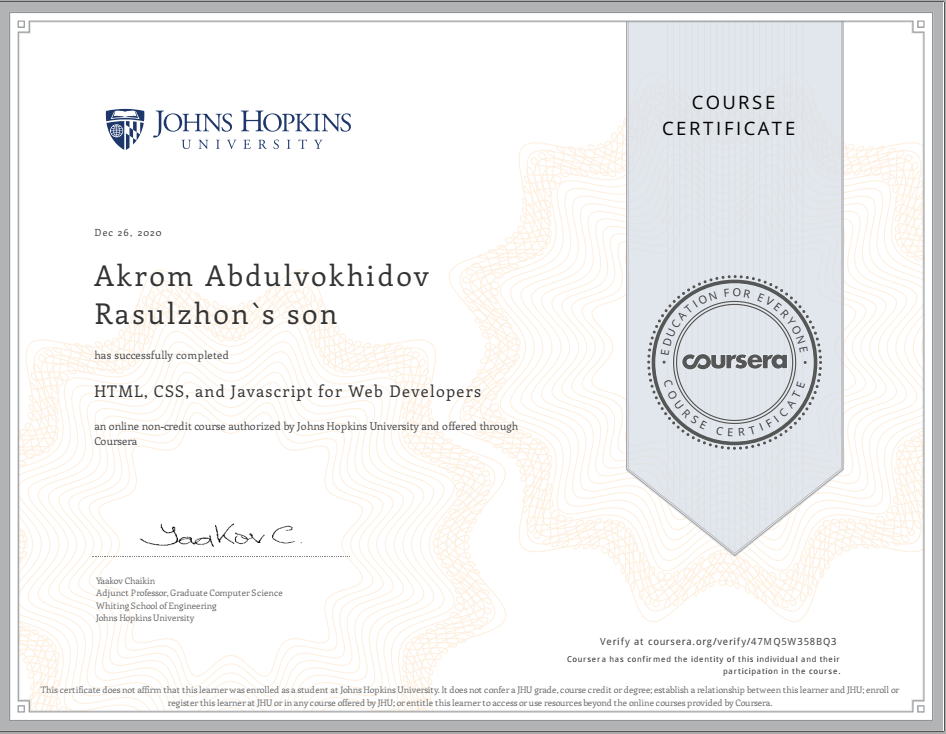 JOHNS HOPKINS
UNIVERSITY
COURSE
CERTIFICATE
Dec 26, 2020
Akrom Abdulvokhidov
Rasulzhon`s son
has successfully completed
HTML, CSS, and Javascript for Web Developers
an online non-credit course authorized by Johns Hopkins University and offered through
Coursera
EDUCATION FOR EVERYONE
coursera
COURSE CERTIFICATE
Yaakov C.
Yaakov Chaikin
Adjunct Professor, Graduate Computer Science
Whiting School of Engineering
Johns Hopkins University
Verify at coursera.org/verify/47MQ5W358BQ3
Coursera has confirmed the identity of this individual and their
participation in the course.
This certificate does not affirm that this learner was enrolled as a student at Johns Hopkins University. It does not confer a JHU grade, course credit or degree; establish a relationship between this learner and JHU; enroll or
register this learner at JHU or in any course offered by JHU; or entitle this learner to access or use resources beyond the online courses provided by Coursera.